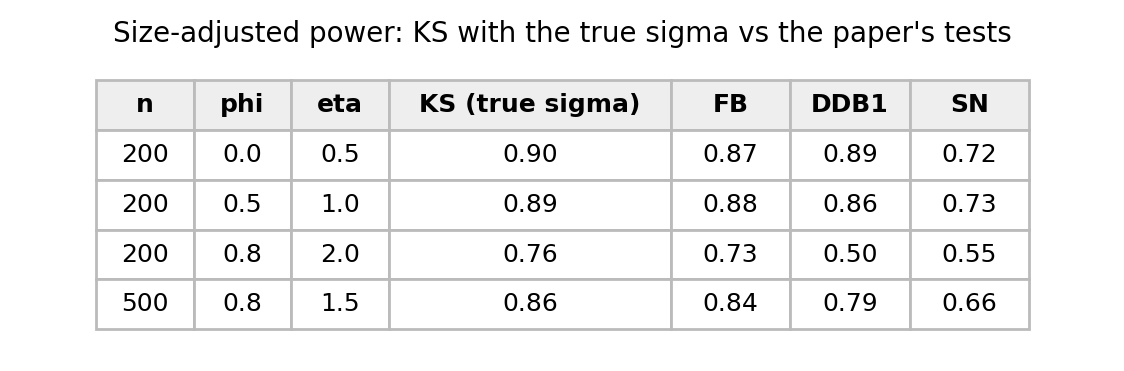 Size-adjusted power: KS with the true sigma vs the paper's tests
n phi eta KS (true sigma) FB DDB1 SN
200 0.0 0.5 0.90 0.87 0.89 0.72
200 0.5 1.0 0.89 0.88 0.86 0.73
200 0.8 2.0 0.76 0.73 0.50 0.55
500 0.8 1.5 0.86 0.84 0.79 0.66